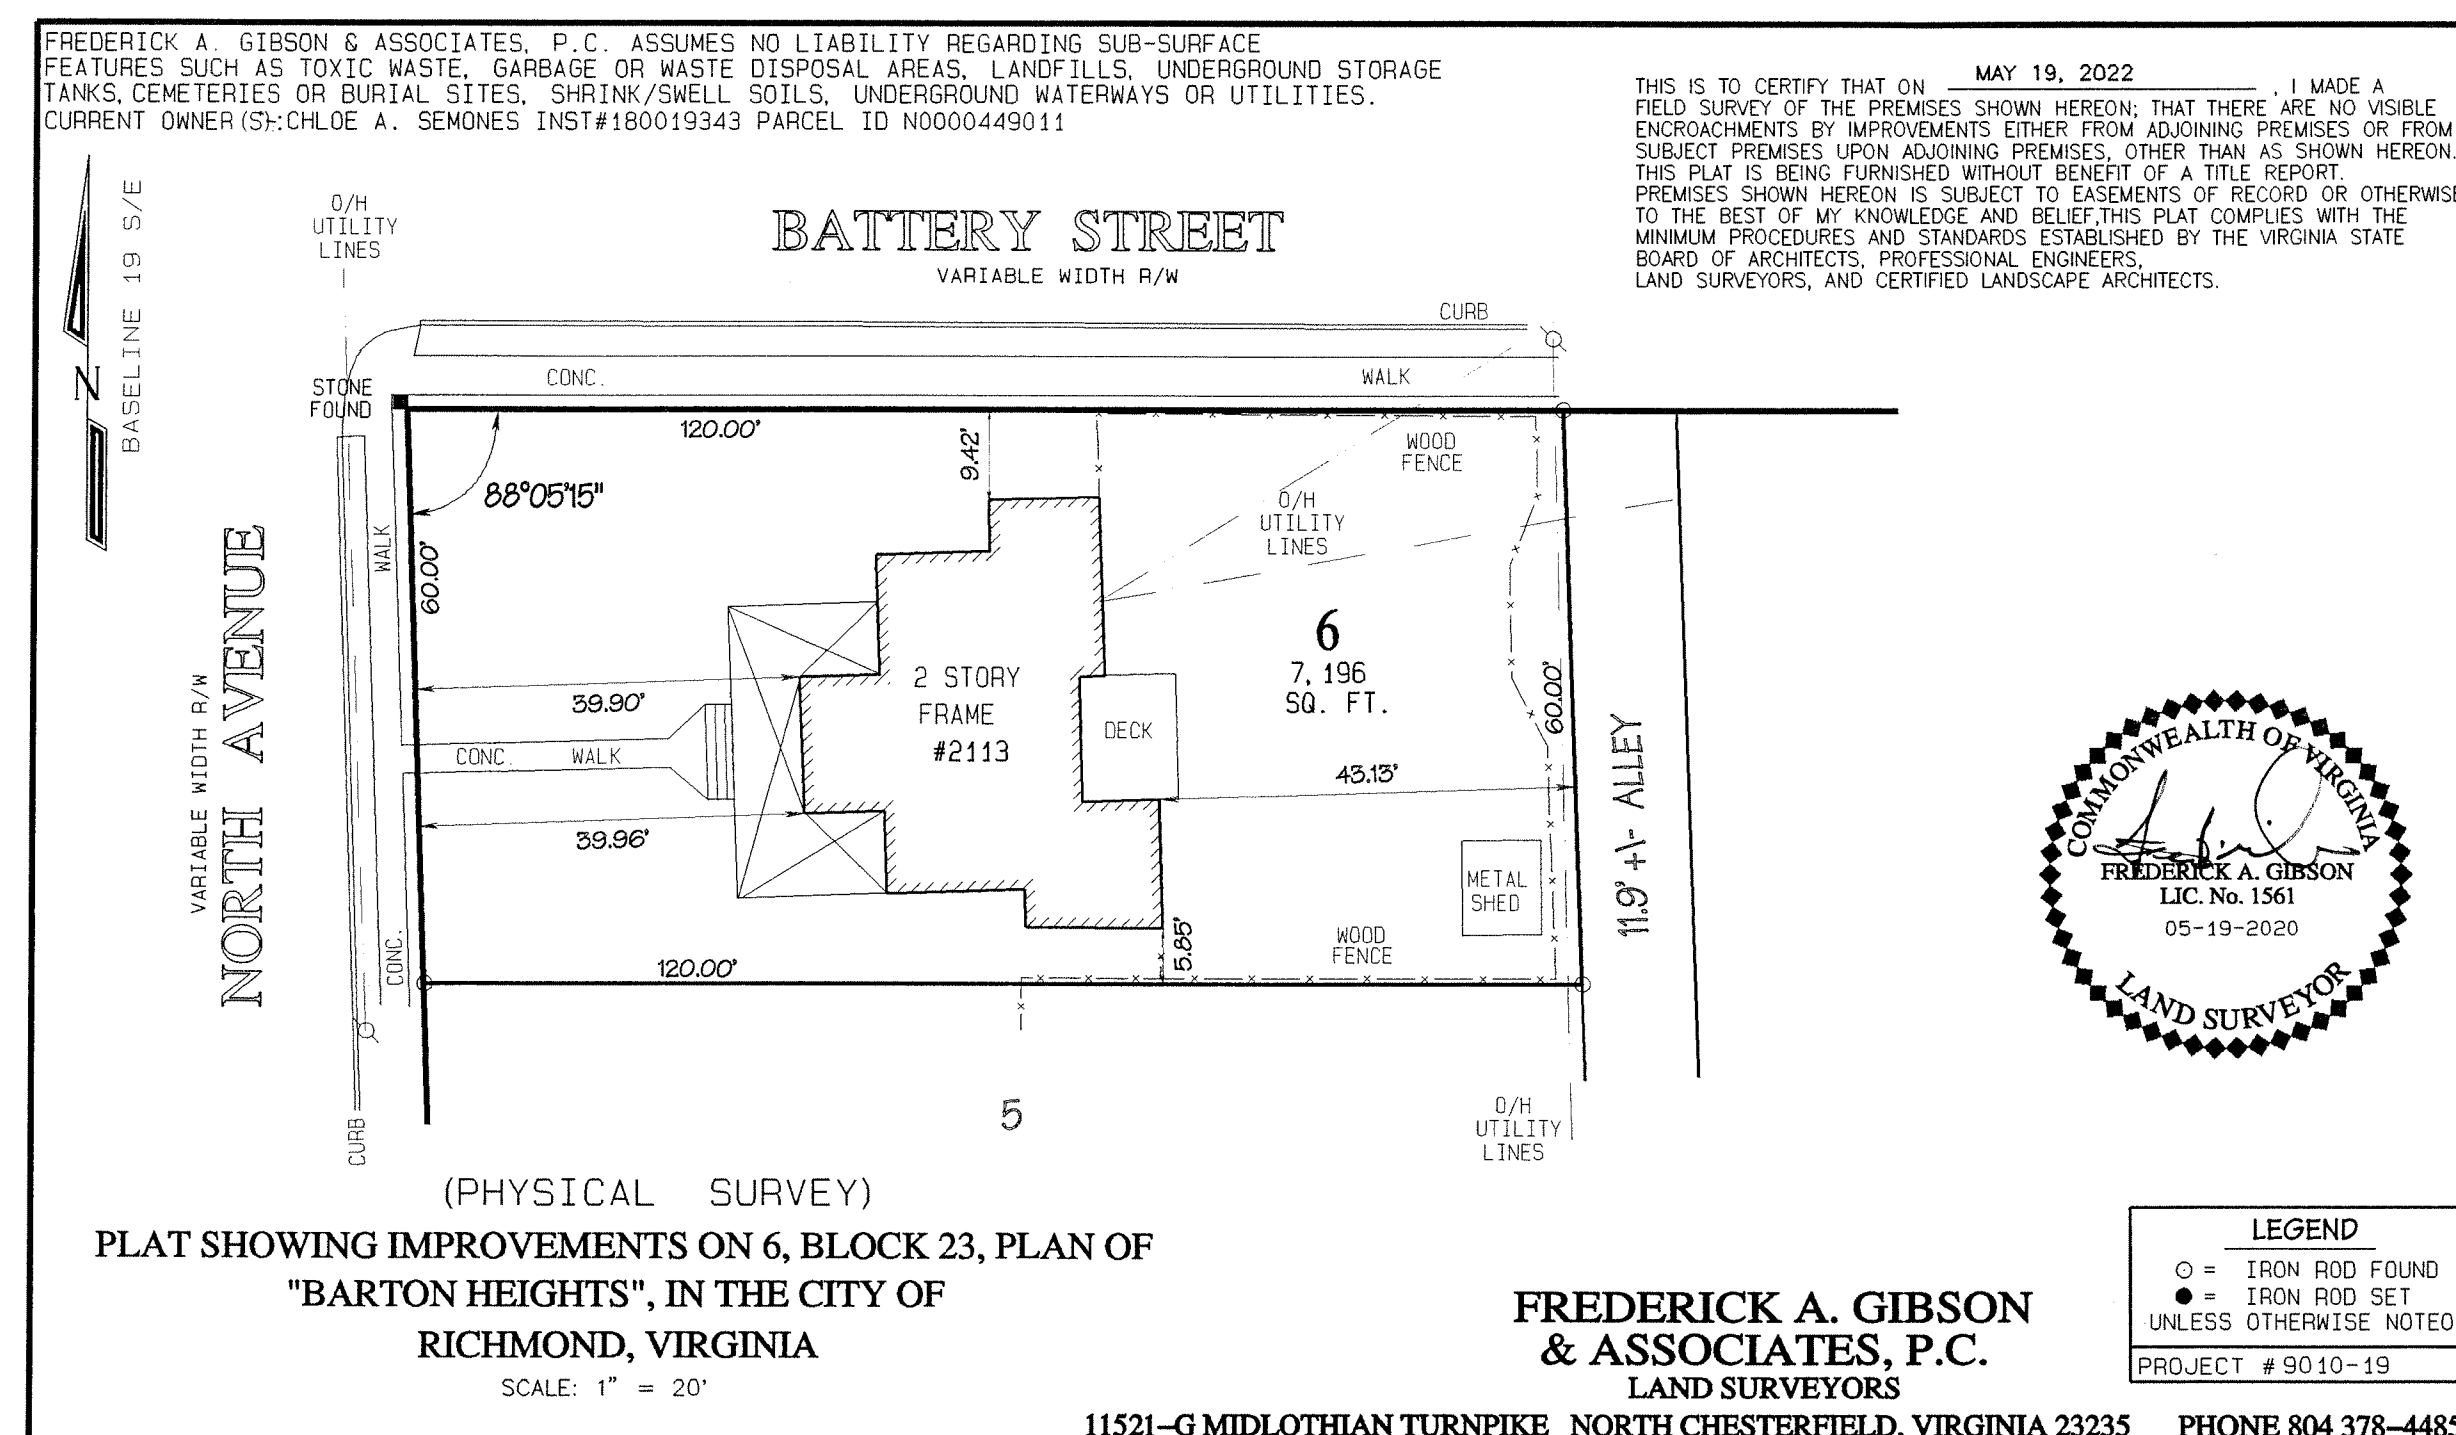 FREDERICK A. GIBSON & ASSOCIATES, P.C. ASSUMES NO LIABILITY REGARDING SUB-SURFACE
FEATURES SUCH AS TOXIC WASTE, GARBAGE OR WASTE DISPOSAL AREAS, LANDFILLS, UNDERGROUND STORAGE
TANKS, CEMETERIES OR BURIAL SITES, SHRINK/SWELL SOILS, UNDERGROUND WATERWAYS OR UTILITIES.
CURRENT OWNER(S):CHLOE A. SEMONES INST#180019343 PARCEL ID N0000449011
THIS IS TO CERTIFY THAT ON MAY 19, 2022, I MADE A
FIELD SURVEY OF THE PREMISES SHOWN HEREON; THAT THERE ARE NO VISIBLE
ENCROACHMENTS BY IMPROVEMENTS EITHER FROM ADJOINING PREMISES OR FROM
SUBJECT PREMISES UPON ADJOINING PREMISES, OTHER THAN AS SHOWN HEREON.
THIS PLAT IS BEING FURNISHED WITHOUT BENEFIT OF A TITLE REPORT.
PREMISES SHOWN HEREON IS SUBJECT TO EASEMENTS OF RECORD OR OTHERWISE
TO THE BEST OF MY KNOWLEDGE AND BELIEF,THIS PLAT COMPLIES WITH THE
MINIMUM PROCEDURES AND STANDARDS ESTABLISHED BY THE VIRGINIA STATE
BOARD OF ARCHITECTS, PROFESSIONAL ENGINEERS,
LAND SURVEYORS, AND CERTIFIED LANDSCAPE ARCHITECTS.
N
BASELINE 19 S/E
O/H
UTILITY
LINES
BATTERY STREET
VARIABLE WIDTH R/W
CURB
STONE
FOUND
CONC. WALK
120.00'
88°05'15"
9.42'
WOOD
FENCE
O/H
UTILITY
LINES
WALK
60.00'
NORTH AVENUE
VARIABLE WIDTH R/W
39.90'
2 STORY
FRAME
#2113
DECK
6
7,196
SQ. FT.
60.00'
CONC. WALK
43.13'
11.9' +\- ALLEY
39.96'
METAL
SHED
CONC.
120.00'
5.85'
WOOD
FENCE
CURB
5
O/H
UTILITY
LINES
COMMONWEALTH OF VIRGINIA
FREDERICK A. GIBSON
LIC. No. 1561
05-19-2020
LAND SURVEYOR
(PHYSICAL SURVEY)
PLAT SHOWING IMPROVEMENTS ON 6, BLOCK 23, PLAN OF
"BARTON HEIGHTS", IN THE CITY OF
RICHMOND, VIRGINIA
SCALE: 1" = 20'
LEGEND
⊙ = IRON ROD FOUND
● = IRON ROD SET
UNLESS OTHERWISE NOTED
PROJECT #9010-19
FREDERICK A. GIBSON
& ASSOCIATES, P.C.
LAND SURVEYORS
11521–G MIDLOTHIAN TURNPIKE NORTH CHESTERFIELD, VIRGINIA 23235 PHONE 804 378–4485